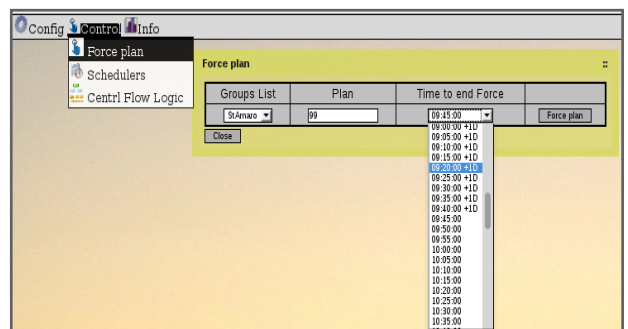 Config Control Info
Force plan
Schedulers
Centrl Flow Logic
Force plan ::
Groups List Plan Time to end Force
StAmaro 99 09:45:00 Force plan
Close
09:00:00 +1D
09:05:00 +1D
09:10:00 +1D
09:15:00 +1D
09:20:00 +1D
09:25:00 +1D
09:30:00 +1D
09:35:00 +1D
09:40:00 +1D
09:45:00
09:50:00
09:55:00
10:00:00
10:05:00
10:10:00
10:15:00
10:20:00
10:25:00
10:30:00
10:35:00